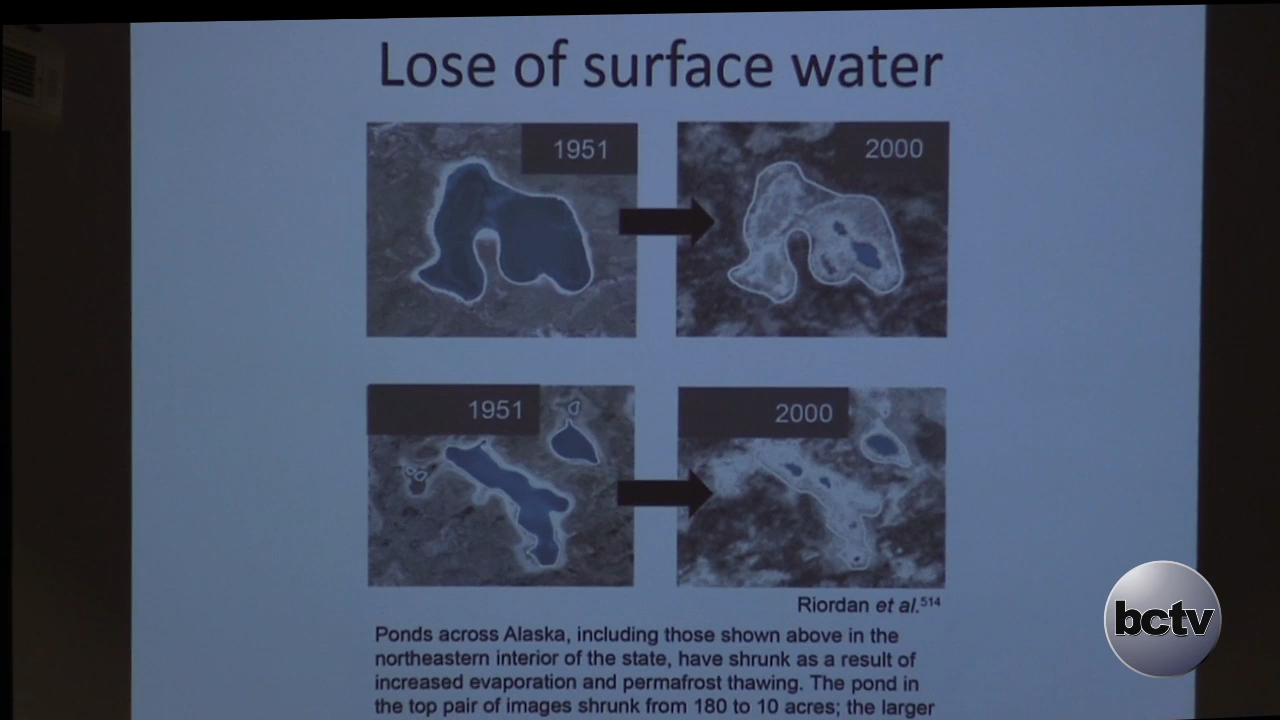 Lose of surface water
1951
2000
1951
2000
Riordan et al.514
Ponds across Alaska, including those shown above in the
northeastern interior of the state, have shrunk as a result of
increased evaporation and permafrost thawing. The pond in
the top pair of images shrunk from 180 to 10 acres; the larger
bctv